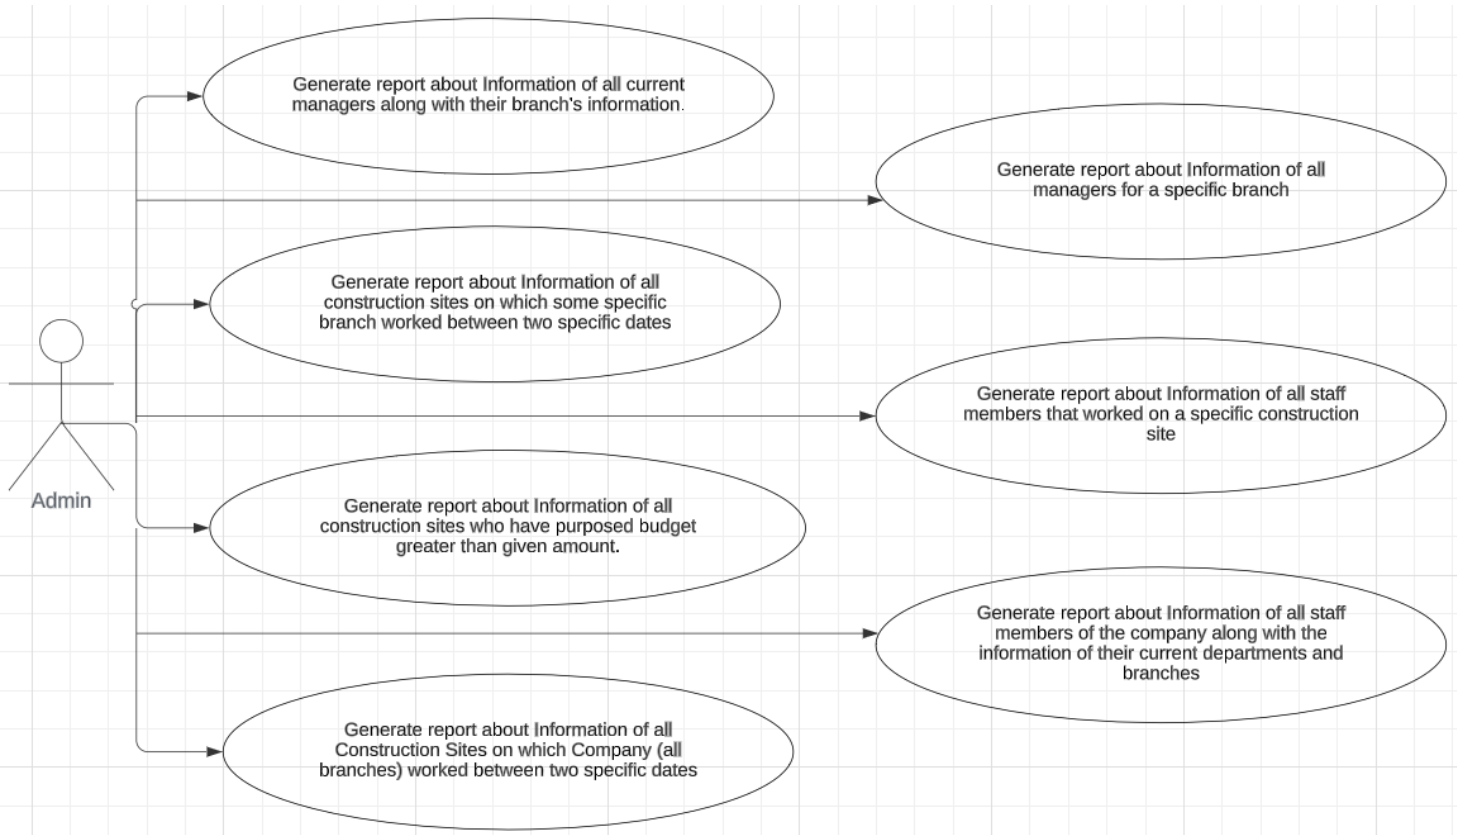 Generate report about Information of all current
managers along with their branch's information.
Generate report about Information of all
managers for a specific branch
Generate report about Information of all
construction sites on which some specific
branch worked between two specific dates
Generate report about Information of all staff
members that worked on a specific construction
site
Admin
Generate report about Information of all
construction sites who have purposed budget
greater than given amount.
Generate report about Information of all staff
members of the company along with the
information of their current departments and
branches
Generate report about Information of all
Construction Sites on which Company (all
branches) worked between two specific dates